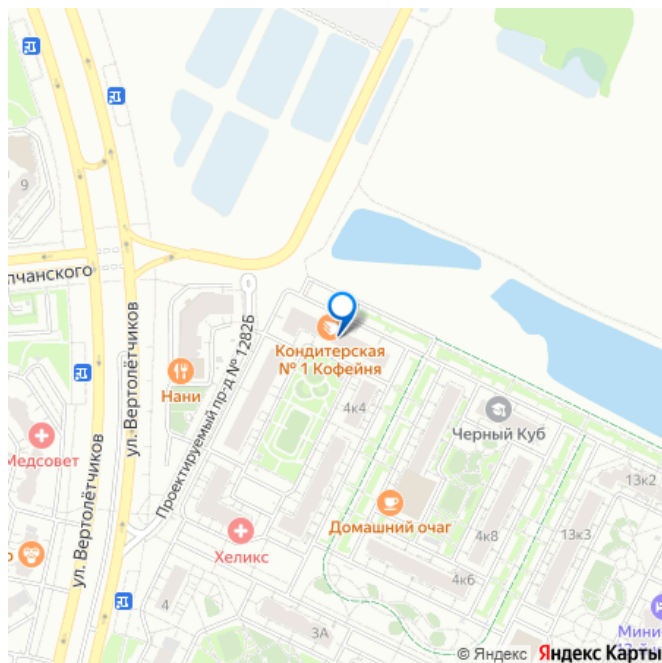 9
пчанского
ул. Вертолётчиков
Проектируемый пр-д № 1282Б
Кондитерская
№ 1 Кофейня
Нани
4к4
Черный Куб
Медсовет
ул. Вертолётчиков
13к2
Домашний очаг
4к8
13к3
Хеликс
о
4к6
4
3А
Мини
© Яндекс Яндекс Карты